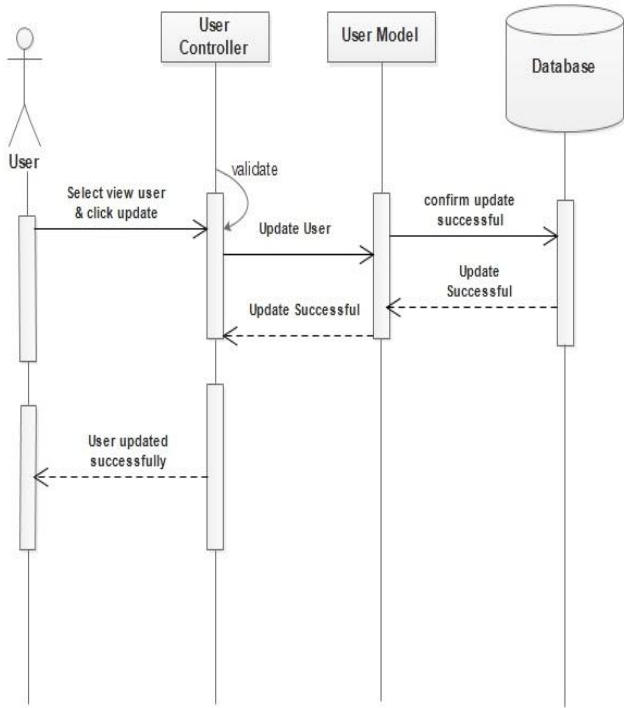 User
Controller
User Model
Database
User
validate
Select view user
& click update
Update User
confirm update
successful
Update
Successful
Update Successful
User updated
successfully